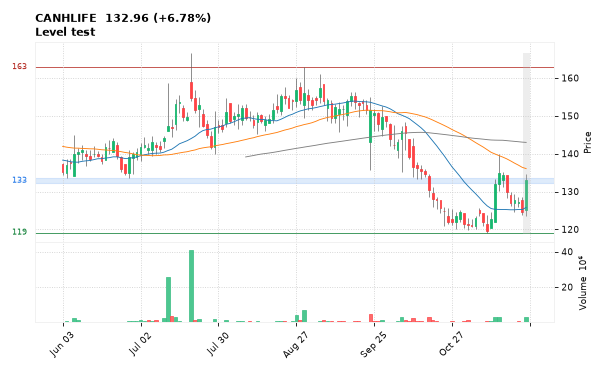 CANHLIFE 132.96 (+6.78%)
Level test
163
133
119
160
150
140
130
120
Price
40
20
Volume 10⁶
Jun 03
Jul 02
Jul 30
Aug 27
Sep 25
Oct 27